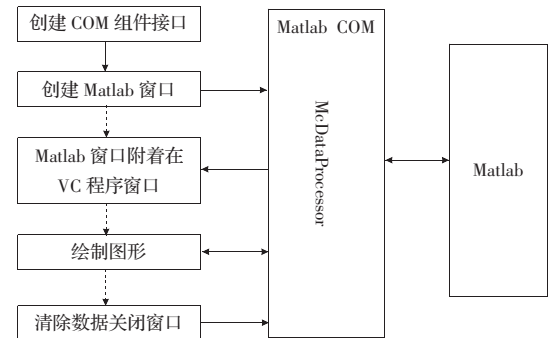 创建 COM 组件接口
创建 Matlab 窗口
Matlab 窗口附着在
VC 程序窗口
绘制图形
清除数据关闭窗口
Matlab COM
McDataProcessor
Matlab